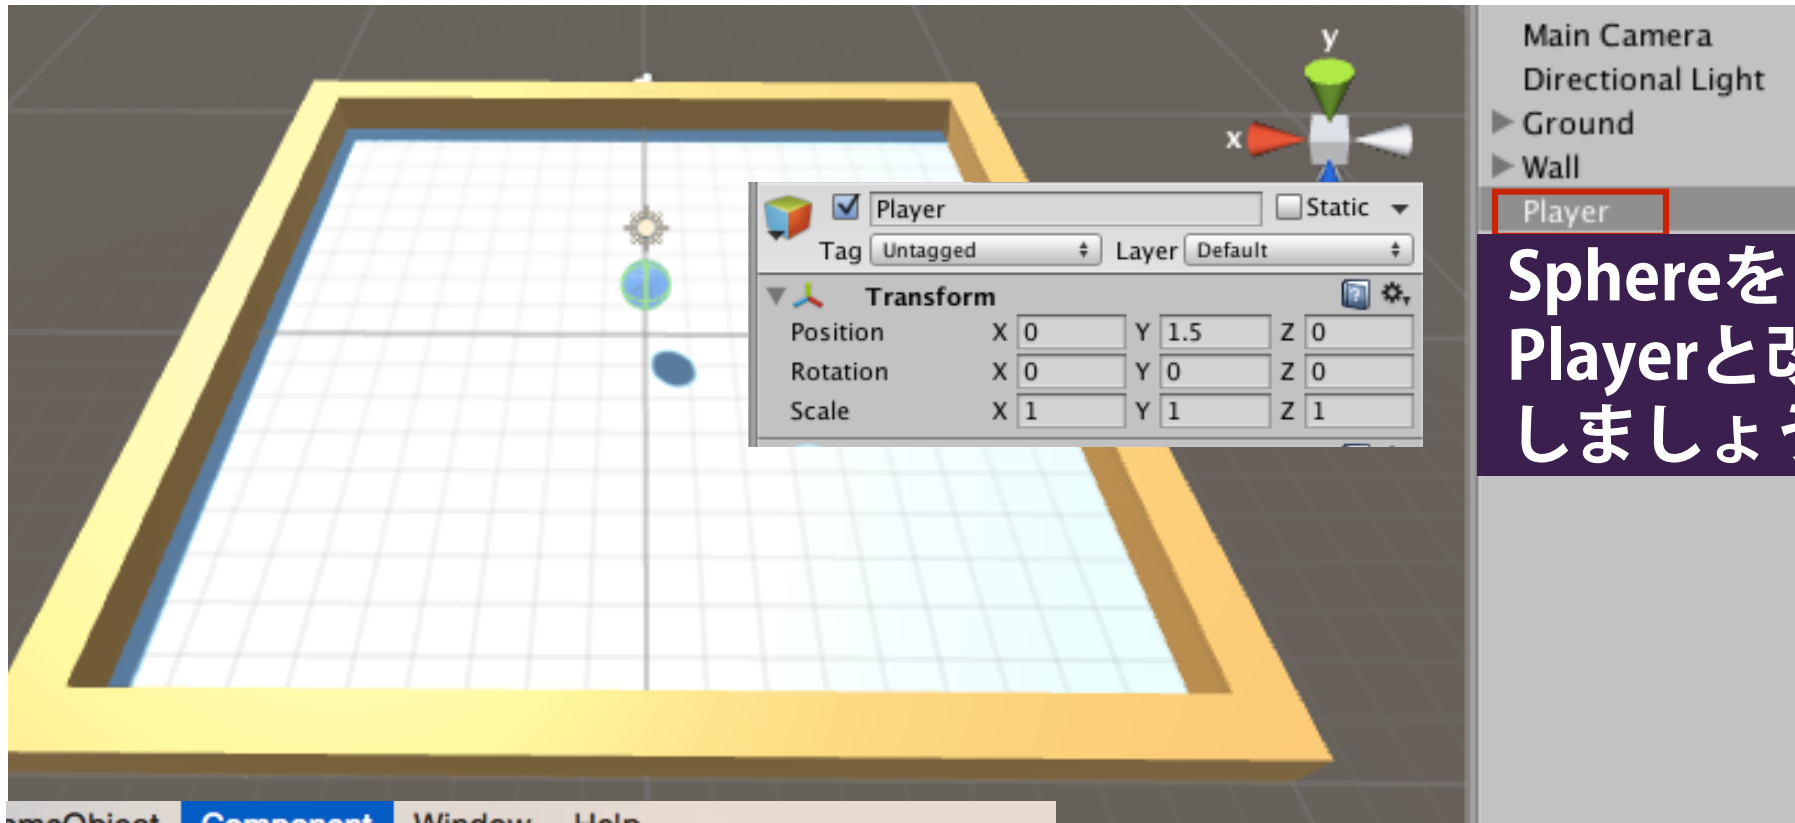 y
x
Main Camera
Directional Light
Ground
Wall
Player
Sphereを
Playerと
しましょ
Player
Static
Tag Untagged Layer Default
Transform
Position X 0 Y 1.5 Z 0
Rotation X 0 Y 0 Z 0
Scale X 1 Y 1 Z 1
Component Window Help